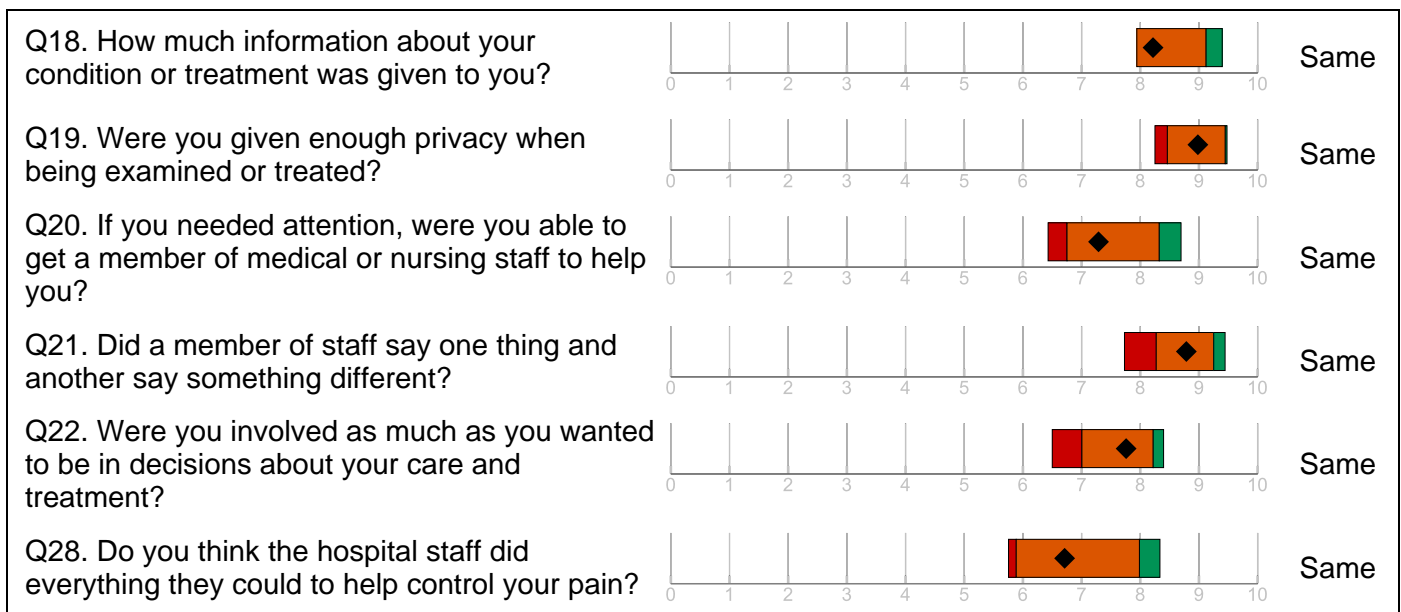 Q18. How much information about your
condition or treatment was given to you?
0 1 2 3 4 5 6 7 8 9 10
Same
Q19. Were you given enough privacy when
being examined or treated?
0 1 2 3 4 5 6 7 8 9 10
Same
Q20. If you needed attention, were you able to
get a member of medical or nursing staff to help
you?
0 1 2 3 4 5 6 7 8 9 10
Same
Q21. Did a member of staff say one thing and
another say something different?
0 1 2 3 4 5 6 7 8 9 10
Same
Q22. Were you involved as much as you wanted
to be in decisions about your care and
treatment?
0 1 2 3 4 5 6 7 8 9 10
Same
Q28. Do you think the hospital staff did
everything they could to help control your pain?
0 1 2 3 4 5 6 7 8 9 10
Same